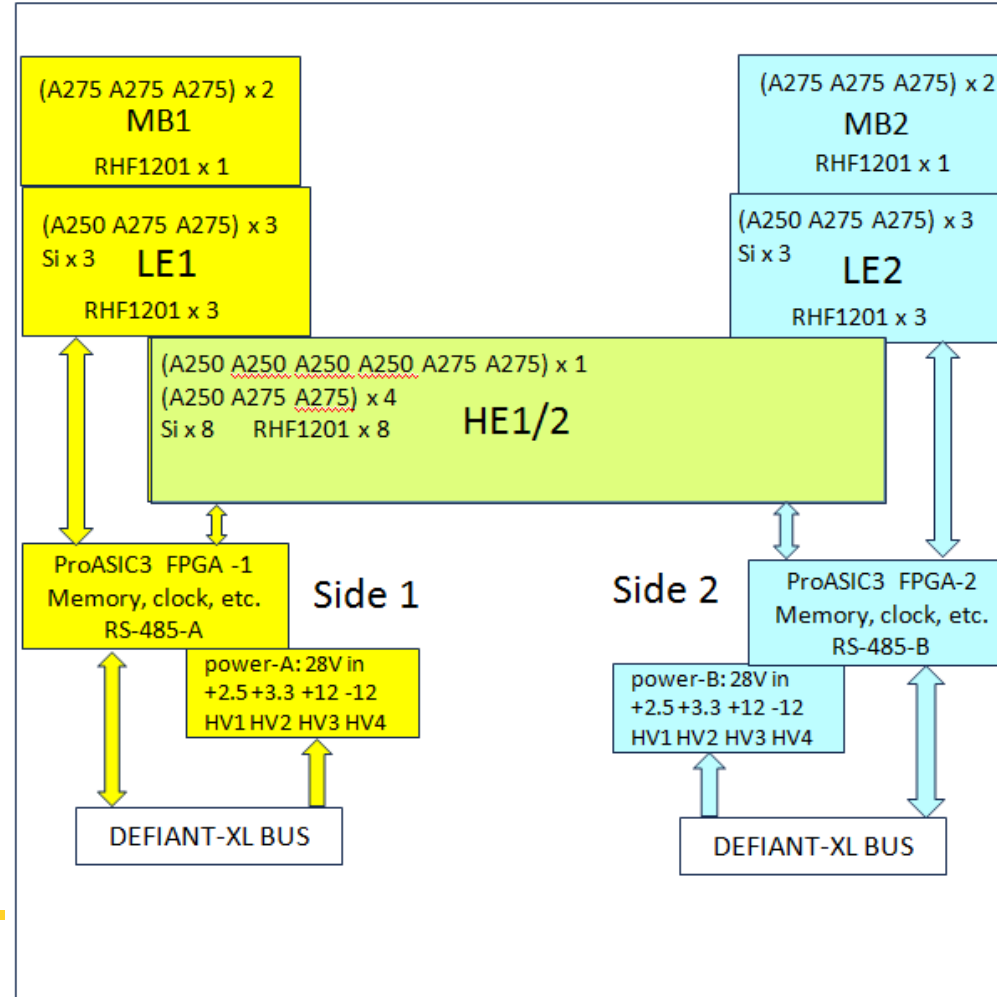 (A275 A275 A275) x 2
MB1
RHF1201 x 1
(A250 A275 A275) x 3
Si x 3 LE1
RHF1201 x 3
(A275 A275 A275) x 2
MB2
RHF1201 x 1
(A250 A275 A275) x 3
Si x 3 LE2
RHF1201 x 3
(A250 A250 A250 A250 A275 A275) x 1
(A250 A275 A275) x 4
Si x 8 RHF1201 x 8 HE1/2
ProASIC3 FPGA -1
Memory, clock, etc.
RS-485-A
Side 1
power-A: 28V in
+2.5 +3.3 +12 -12
HV1 HV2 HV3 HV4
DEFIANT-XL BUS
Side 2
ProASIC3 FPGA-2
Memory, clock, etc.
RS-485-B
power-B: 28V in
+2.5 +3.3 +12 -12
HV1 HV2 HV3 HV4
DEFIANT-XL BUS